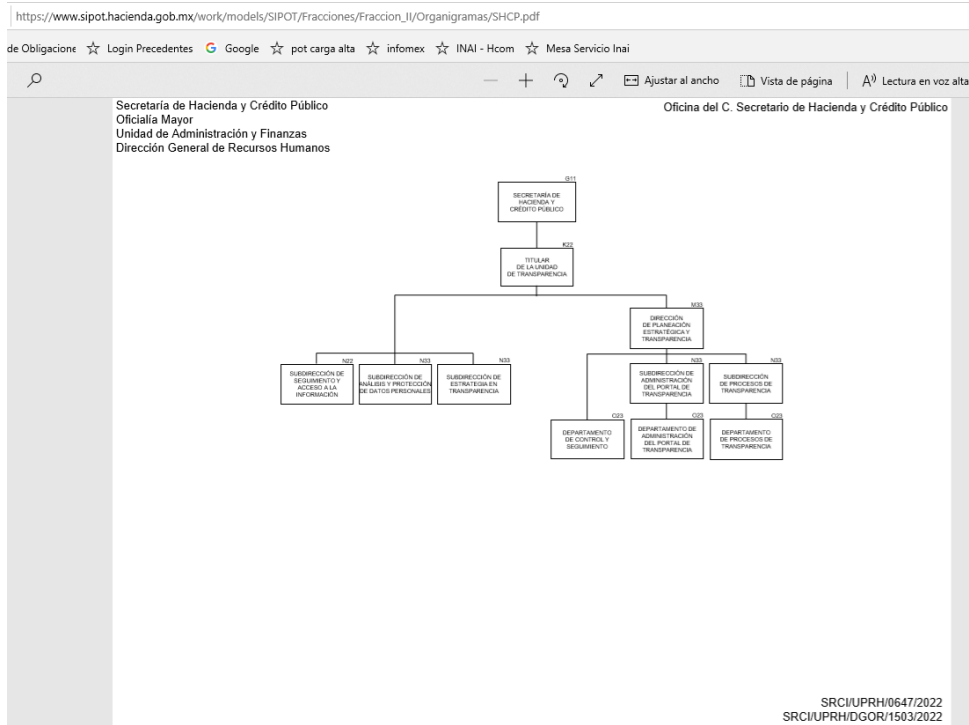 https://www.sipot.hacienda.gob.mx/work/models/SIPOT/Fracciones/Fraccion_II/Organigramas/SHCP.pdf
de Obligacione Login Precedentes Google pot carga alta infomex INAI - Hcom Mesa Servicio Inai
Ajustar al ancho Vista de página Lectura en voz alta
Secretaría de Hacienda y Crédito Público
Oficialía Mayor
Unidad de Administración y Finanzas
Dirección General de Recursos Humanos
Oficina del C. Secretario de Hacienda y Crédito Público
G11
SECRETARÍA DE
HACIENDA Y
CRÉDITO PÚBLICO
K22
TITULAR
DE LA UNIDAD
DE TRANSPARENCIA
M33
DIRECCIÓN
DE PLANEACIÓN
ESTRATÉGICA Y
TRANSPARENCIA
N22
SUBDIRECCIÓN DE
SEGUIMIENTO Y
ACCESO A LA
INFORMACIÓN
N33
SUBDIRECCIÓN DE
ANÁLISIS Y PROTECCIÓN
DE DATOS PERSONALES
N33
SUBDIRECCIÓN DE
ESTRATEGIA EN
TRANSPARENCIA
N33
SUBDIRECCIÓN DE
ADMINISTRACIÓN
DEL PORTAL DE
TRANSPARENCIA
N33
SUBDIRECCIÓN
DE PROCESOS DE
TRANSPARENCIA
O23
DEPARTAMENTO
DE CONTROL Y
SEGUIMIENTO
O23
DEPARTAMENTO DE
ADMINISTRACIÓN
DEL PORTAL DE
TRANSPARENCIA
O23
DEPARTAMENTO
DE PROCESOS DE
TRANSPARENCIA
SRCI/UPRH/0647/2022
SRCI/UPRH/DGOR/1503/2022